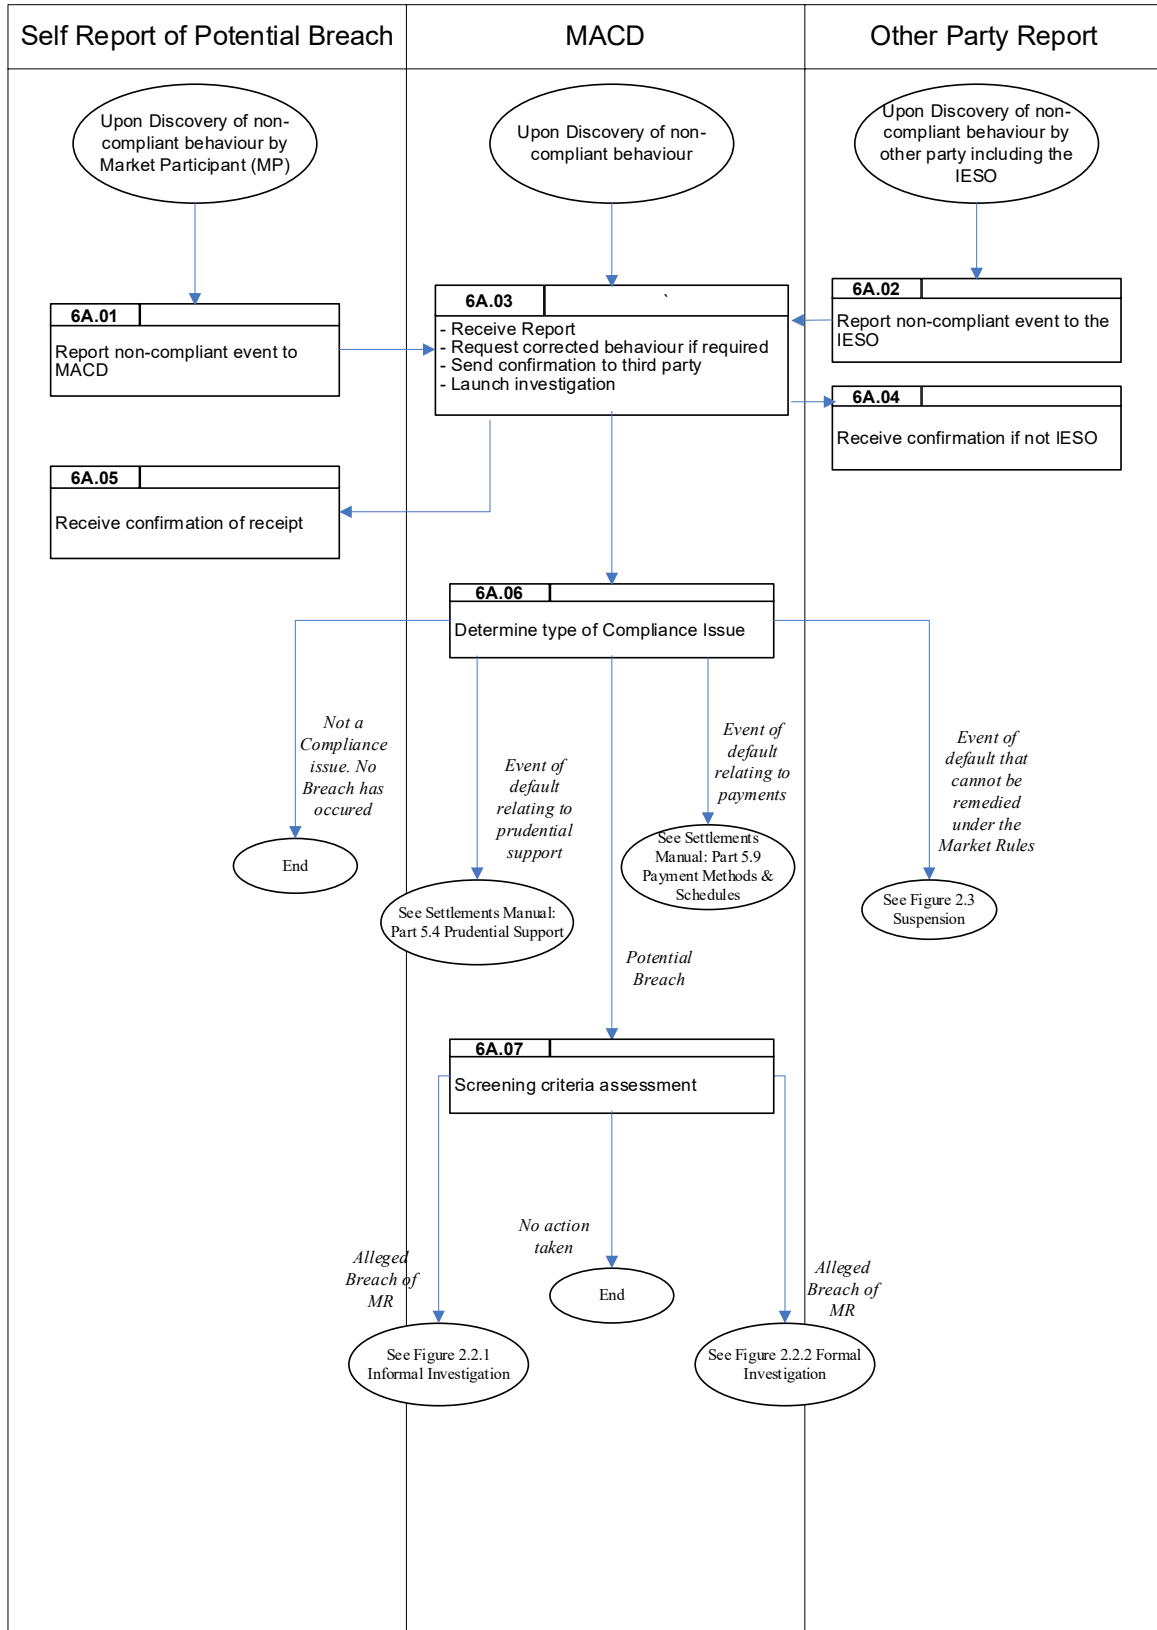 Self Report of Potential Breach
MACD
Other Party Report
Upon Discovery of non-
compliant behaviour by
Market Participant (MP)
Upon Discovery of non-
compliant behaviour
Upon Discovery of non-
compliant behaviour by
other party including the
IESO
6A.01
Report non-compliant event to
MACD
6A.03
`
- Receive Report
- Request corrected behaviour if required
- Send confirmation to third party
- Launch investigation
6A.02
Report non-compliant event to the
IESO
6A.04
Receive confirmation if not IESO
6A.05
Receive confirmation of receipt
6A.06
Determine type of Compliance Issue
Not a
Compliance
issue. No
Breach has
occured
Event of
default
relating to
prudential
support
Event of
default
relating to
payments
Event of
default that
cannot be
remedied
under the
Market Rules
End
See Settlements Manual:
Part 5.4 Prudential Support
See Settlements
Manual: Part 5.9
Payment Methods &
Schedules
See Figure 2.3
Suspension
Potential
Breach
6A.07
Screening criteria assessment
Alleged
Breach of
MR
No action
taken
Alleged
Breach of
MR
End
See Figure 2.2.1
Informal Investigation
See Figure 2.2.2 Formal
Investigation